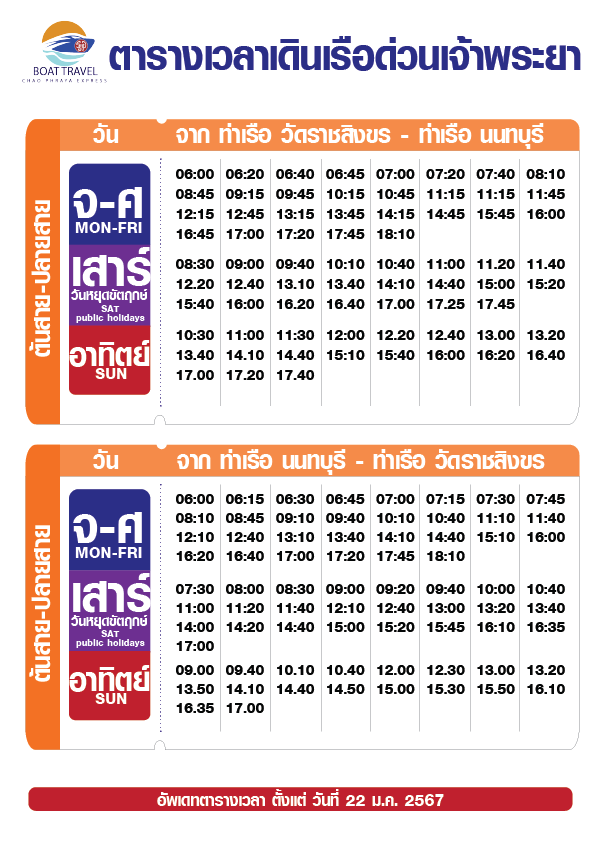 BOAT TRAVEL
CHAO PHRAYA EXPRESS
ตารางเวลาเดินเรือด่วนเจ้าพระยา
วัน จาก ท่าเรือ วัดราชสิงขร - ท่าเรือ นนทบุรี
ต้นสาย-ปลายสาย
จ-ศ
MON-FRI
06:00 06:20 06:40 06:45 07:00 07:20 07:40 08:10
08:45 09:15 09:45 10:15 10:45 11:15 11:15 11:45
12:15 12:45 13:15 13:45 14:15 14:45 15:45 16:00
16:45 17:00 17:20 17:45 18:10
เสาร์
วันหยุดขัตฤกษ์
SAT
public holidays
08:30 09:00 09:40 10:10 10:40 11:00 11.20 11.40
12.20 12.40 13.10 13.40 14:10 14:40 15:00 15:20
15:40 16:00 16.20 16.40 17.00 17.25 17.45
อาทิตย์
SUN
10:30 11:00 11:30 12:00 12.20 12.40 13.00 13.20
13.40 14.10 14.40 15:10 15:40 16:00 16:20 16.40
17.00 17.20 17.40
วัน จาก ท่าเรือ นนทบุรี - ท่าเรือ วัดราชสิงขร
ต้นสาย-ปลายสาย
จ-ศ
MON-FRI
06:00 06:15 06:30 06:45 07:00 07:15 07:30 07:45
08:10 08:45 09:10 09:40 10:10 10:40 11:10 11:40
12:10 12:40 13:10 13:40 14:10 14:40 15:10 16:00
16:20 16:40 17:00 17:20 17:45 18:10
เสาร์
วันหยุดขัตฤกษ์
SAT
public holidays
07:30 08:00 08:30 09:00 09:20 09:40 10:00 10:40
11:00 11:20 11:40 12:10 12:40 13:00 13:20 13:40
14:00 14:20 14:40 15:00 15:20 15:45 16:10 16:35
17:00
อาทิตย์
SUN
09.00 09.40 10.10 10.40 12.00 12.30 13.00 13.20
13.50 14.10 14.40 14.50 15.00 15.30 15.50 16.10
16.35 17.00
อัพเดทตารางเวลา ตั้งแต่ วันที่ 22 ม.ค. 2567